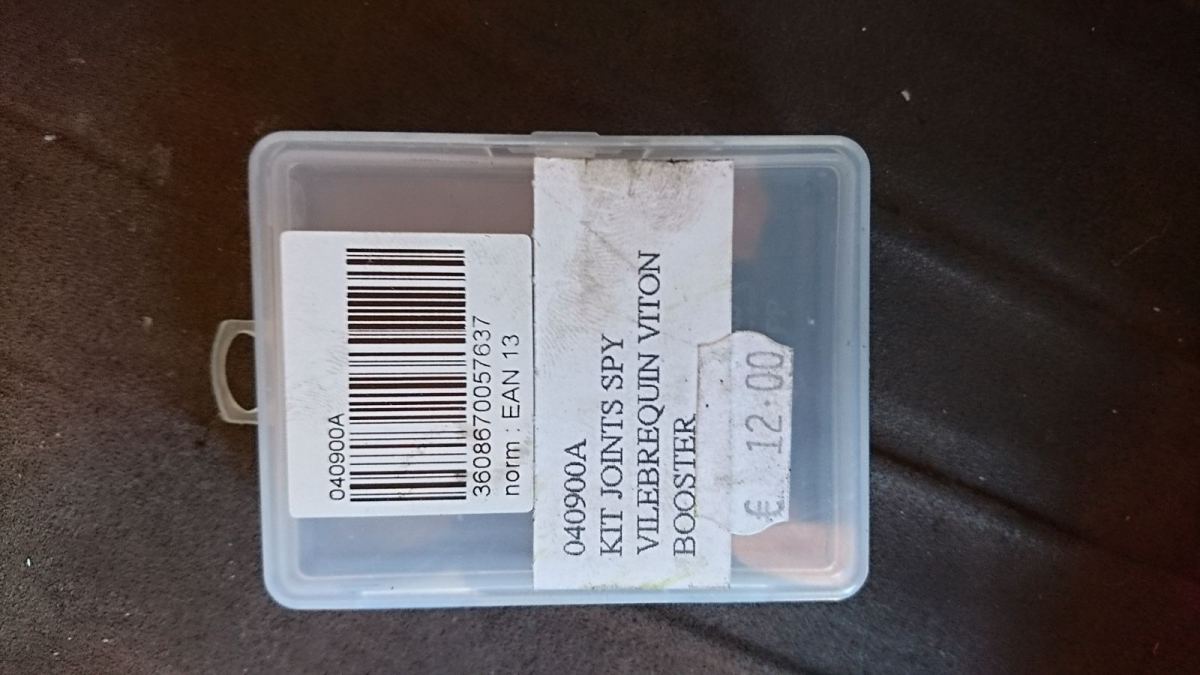 040900A
3608670057637
norm : EAN 13
040900A
KIT JOINTS SPY
VILEBREQUIN VITON
BOOSTER
€ 12.00